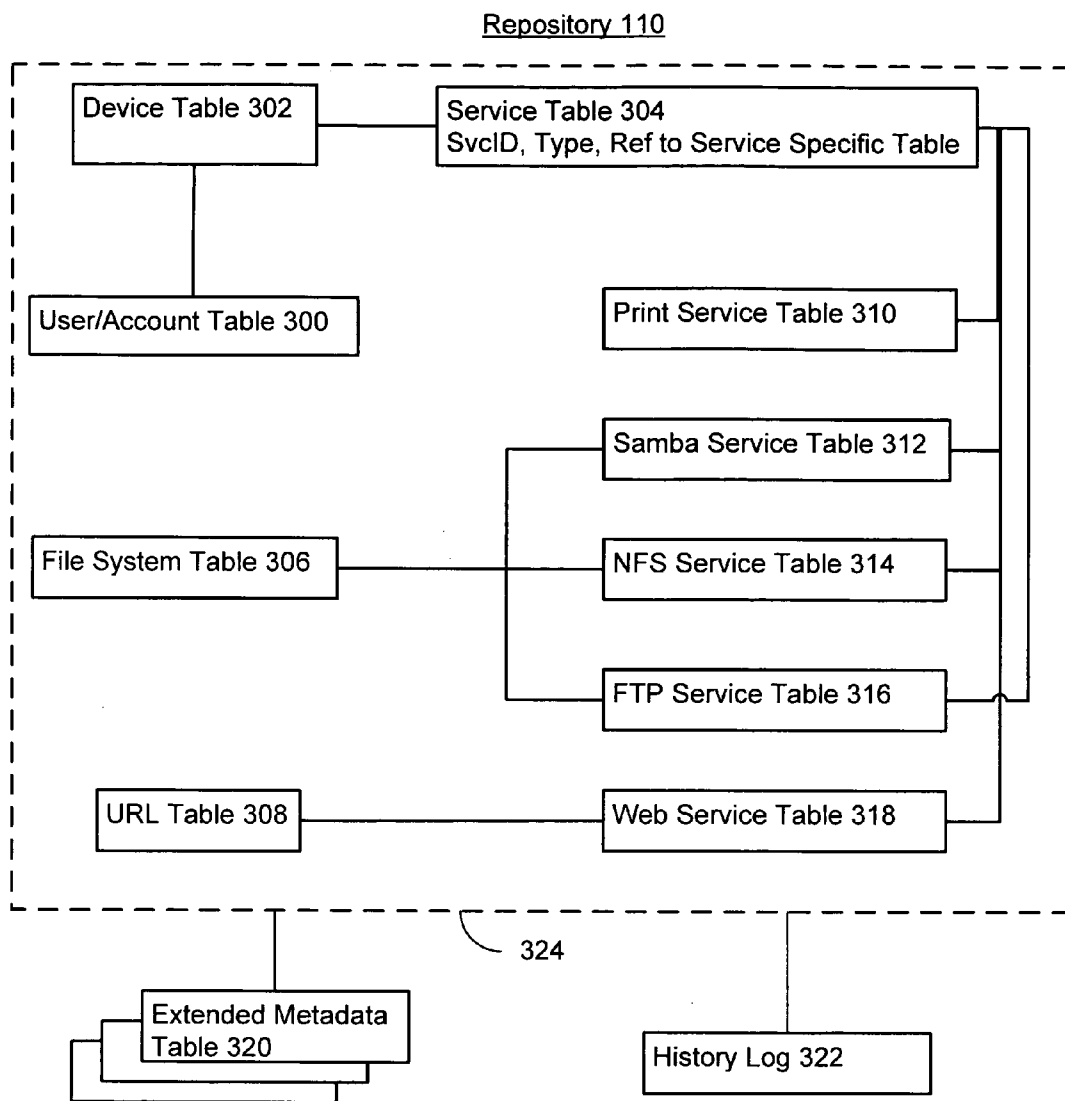 Repository 110
Device Table 302
Service Table 304
SvcID, Type, Ref to Service Specific Table
User/Account Table 300
Print Service Table 310
Samba Service Table 312
File System Table 306
NFS Service Table 314
FTP Service Table 316
URL Table 308
Web Service Table 318
324
Extended Metadata
Table 320
History Log 322